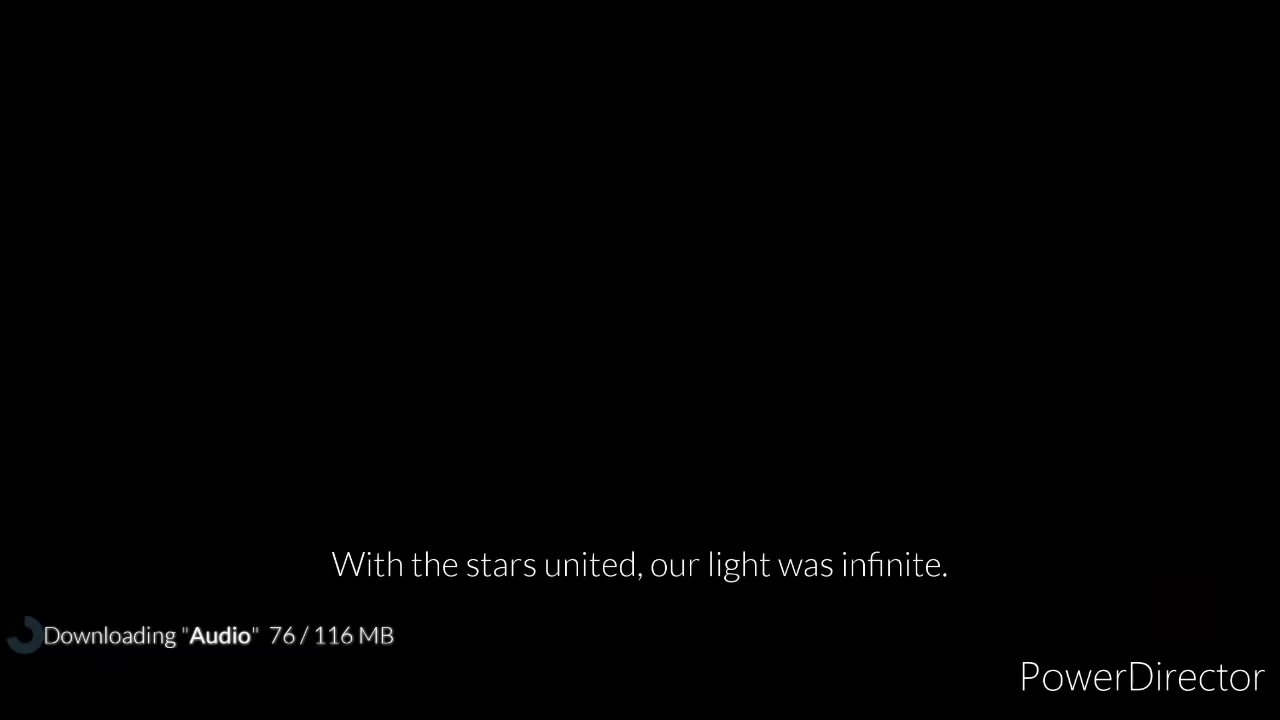 With the stars united, our light was infinite.
Downloading "Audio" 76 / 116 MB
PowerDirector